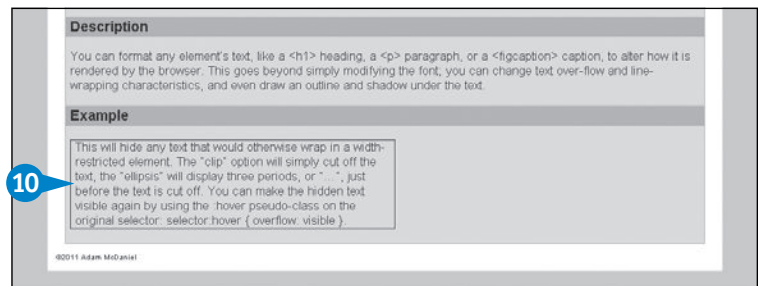 Description
You can format any element's text, like a <h1> heading, a <p> paragraph, or a <figcaption> caption, to alter how it is
rendered by the browser. This goes beyond simply modifying the font; you can change text over-flow and line-
wrapping characteristics, and even draw an outline and shadow under the text.
Example
This will hide any text that would otherwise wrap in a width-
restricted element. The "clip" option will simply cut off the
text, the "ellipsis" will display three periods, or "...", just
10
before the text is cut off. You can make the hidden text
visible again by using the :hover pseudo-class on the
original selector: selector:hover { overflow: visible }.
©2011 Adam McDaniel